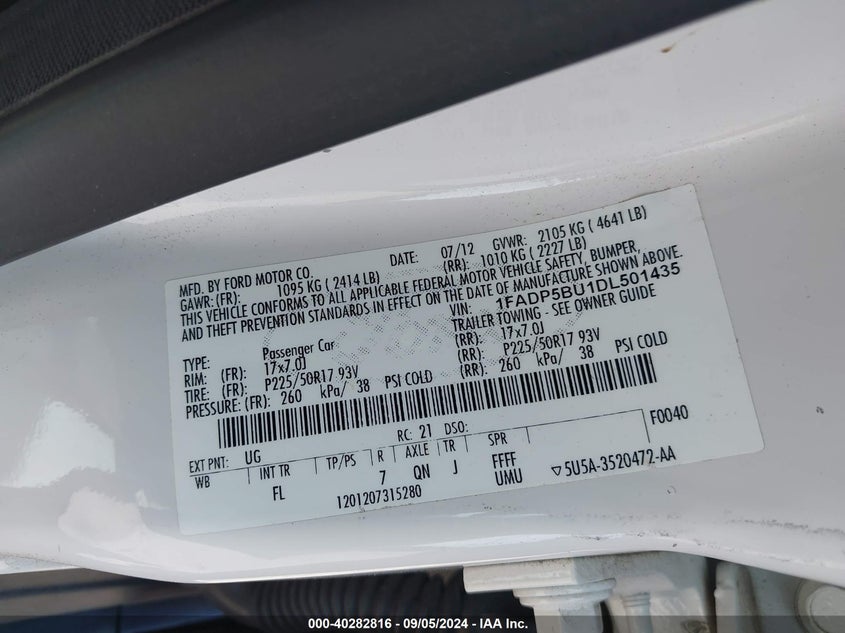 MFD. BY FORD MOTOR CO.
DATE: 07/12 GVWR: 2105 KG ( 4641 LB)
GAWR: (FR): 1095 KG ( 2414 LB) (RR): 1010 KG ( 2227 LB)
THIS VEHICLE CONFORMS TO ALL APPLICABLE FEDERAL MOTOR VEHICLE SAFETY, BUMPER,
AND THEFT PREVENTION STANDARDS IN EFFECT ON THE DATE OF MANUFACTURE SHOWN ABOVE.
VIN: 1FADP5BU1DL501435
TYPE: Passenger Car TRAILER TOWING - SEE OWNER GUIDE
RIM: (FR): 17x7.0J (RR): 17x7.0J
TIRE: (FR): P225/50R17 93V (RR): P225/50R17 93V
PRESSURE: (FR): 260 kPa/ 38 PSI COLD (RR): 260 kPa/ 38 PSI COLD
EXT PNT: UG RC: 21 DSO: F0040
WB INT TR TP/PS R AXLE TR SPR
FL 7 QN J FFFF
1201207315280 UMU ▽5U5A-3520472-AA
000-40282816 - 09/05/2024 - IAA Inc.